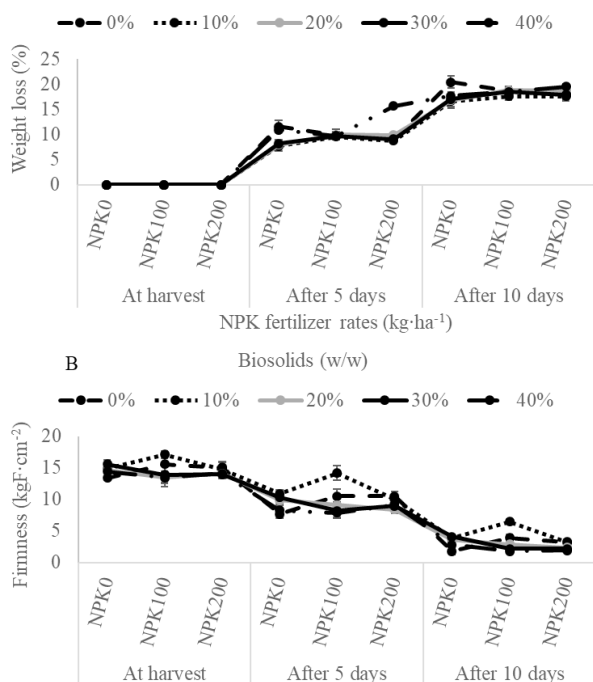 0% 10% 20% 30% 40%
25
20
15
10
5
0
Weight loss (%)
NPK0 NPK100 NPK200 NPK0 NPK100 NPK200 NPK0 NPK100 NPK200
At harvest After 5 days After 10 days
NPK fertilizer rates (kg·ha⁻¹)
B Biosolids (w/w)
0% 10% 20% 30% 40%
20
15
10
5
0
Firmness (kgF·cm⁻²)
NPK0 NPK100 NPK200 NPK0 NPK100 NPK200 NPK0 NPK100 NPK200
At harvest After 5 days After 10 days